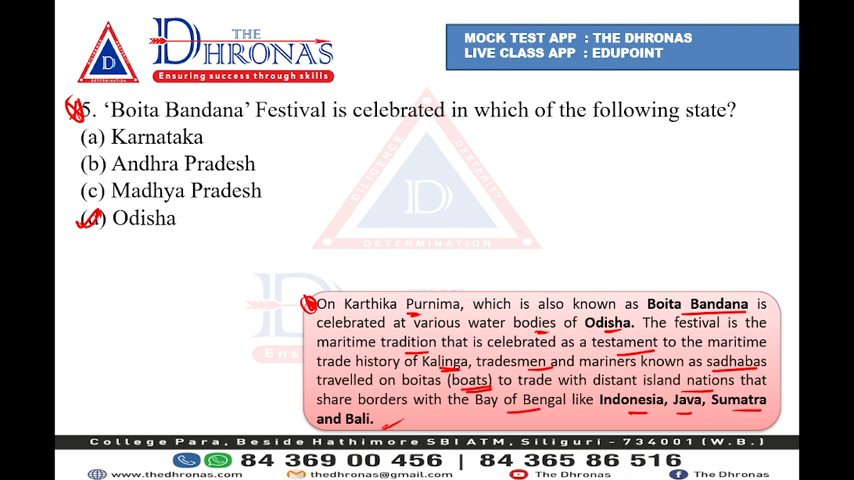 THE
DHRONAS
Ensuring success through skills
DETERMINATION
MOCK TEST APP : THE DHRONAS
LIVE CLASS APP : EDUPOINT
5. ‘Boita Bandana’ Festival is celebrated in which of the following state?
(a) Karnataka
(b) Andhra Pradesh
(c) Madhya Pradesh
(d) Odisha
DILIGENCE
DEXTERITY
D
DETERMINATION
On Karthika Purnima, which is also known as Boita Bandana is
celebrated at various water bodies of Odisha. The festival is the
maritime tradition that is celebrated as a testament to the maritime
trade history of Kalinga, tradesmen and mariners known as sadhabas
travelled on boitas (boats) to trade with distant island nations that
share borders with the Bay of Bengal like Indonesia, Java, Sumatra
and Bali.
College Para, Beside Hathimore SBI ATM, Siliguri - 734001 (W.B.)
84 369 00 456 | 84 365 86 516
www.thedhronas.com thedhronas@gmail.com The Dhronas The Dhronas